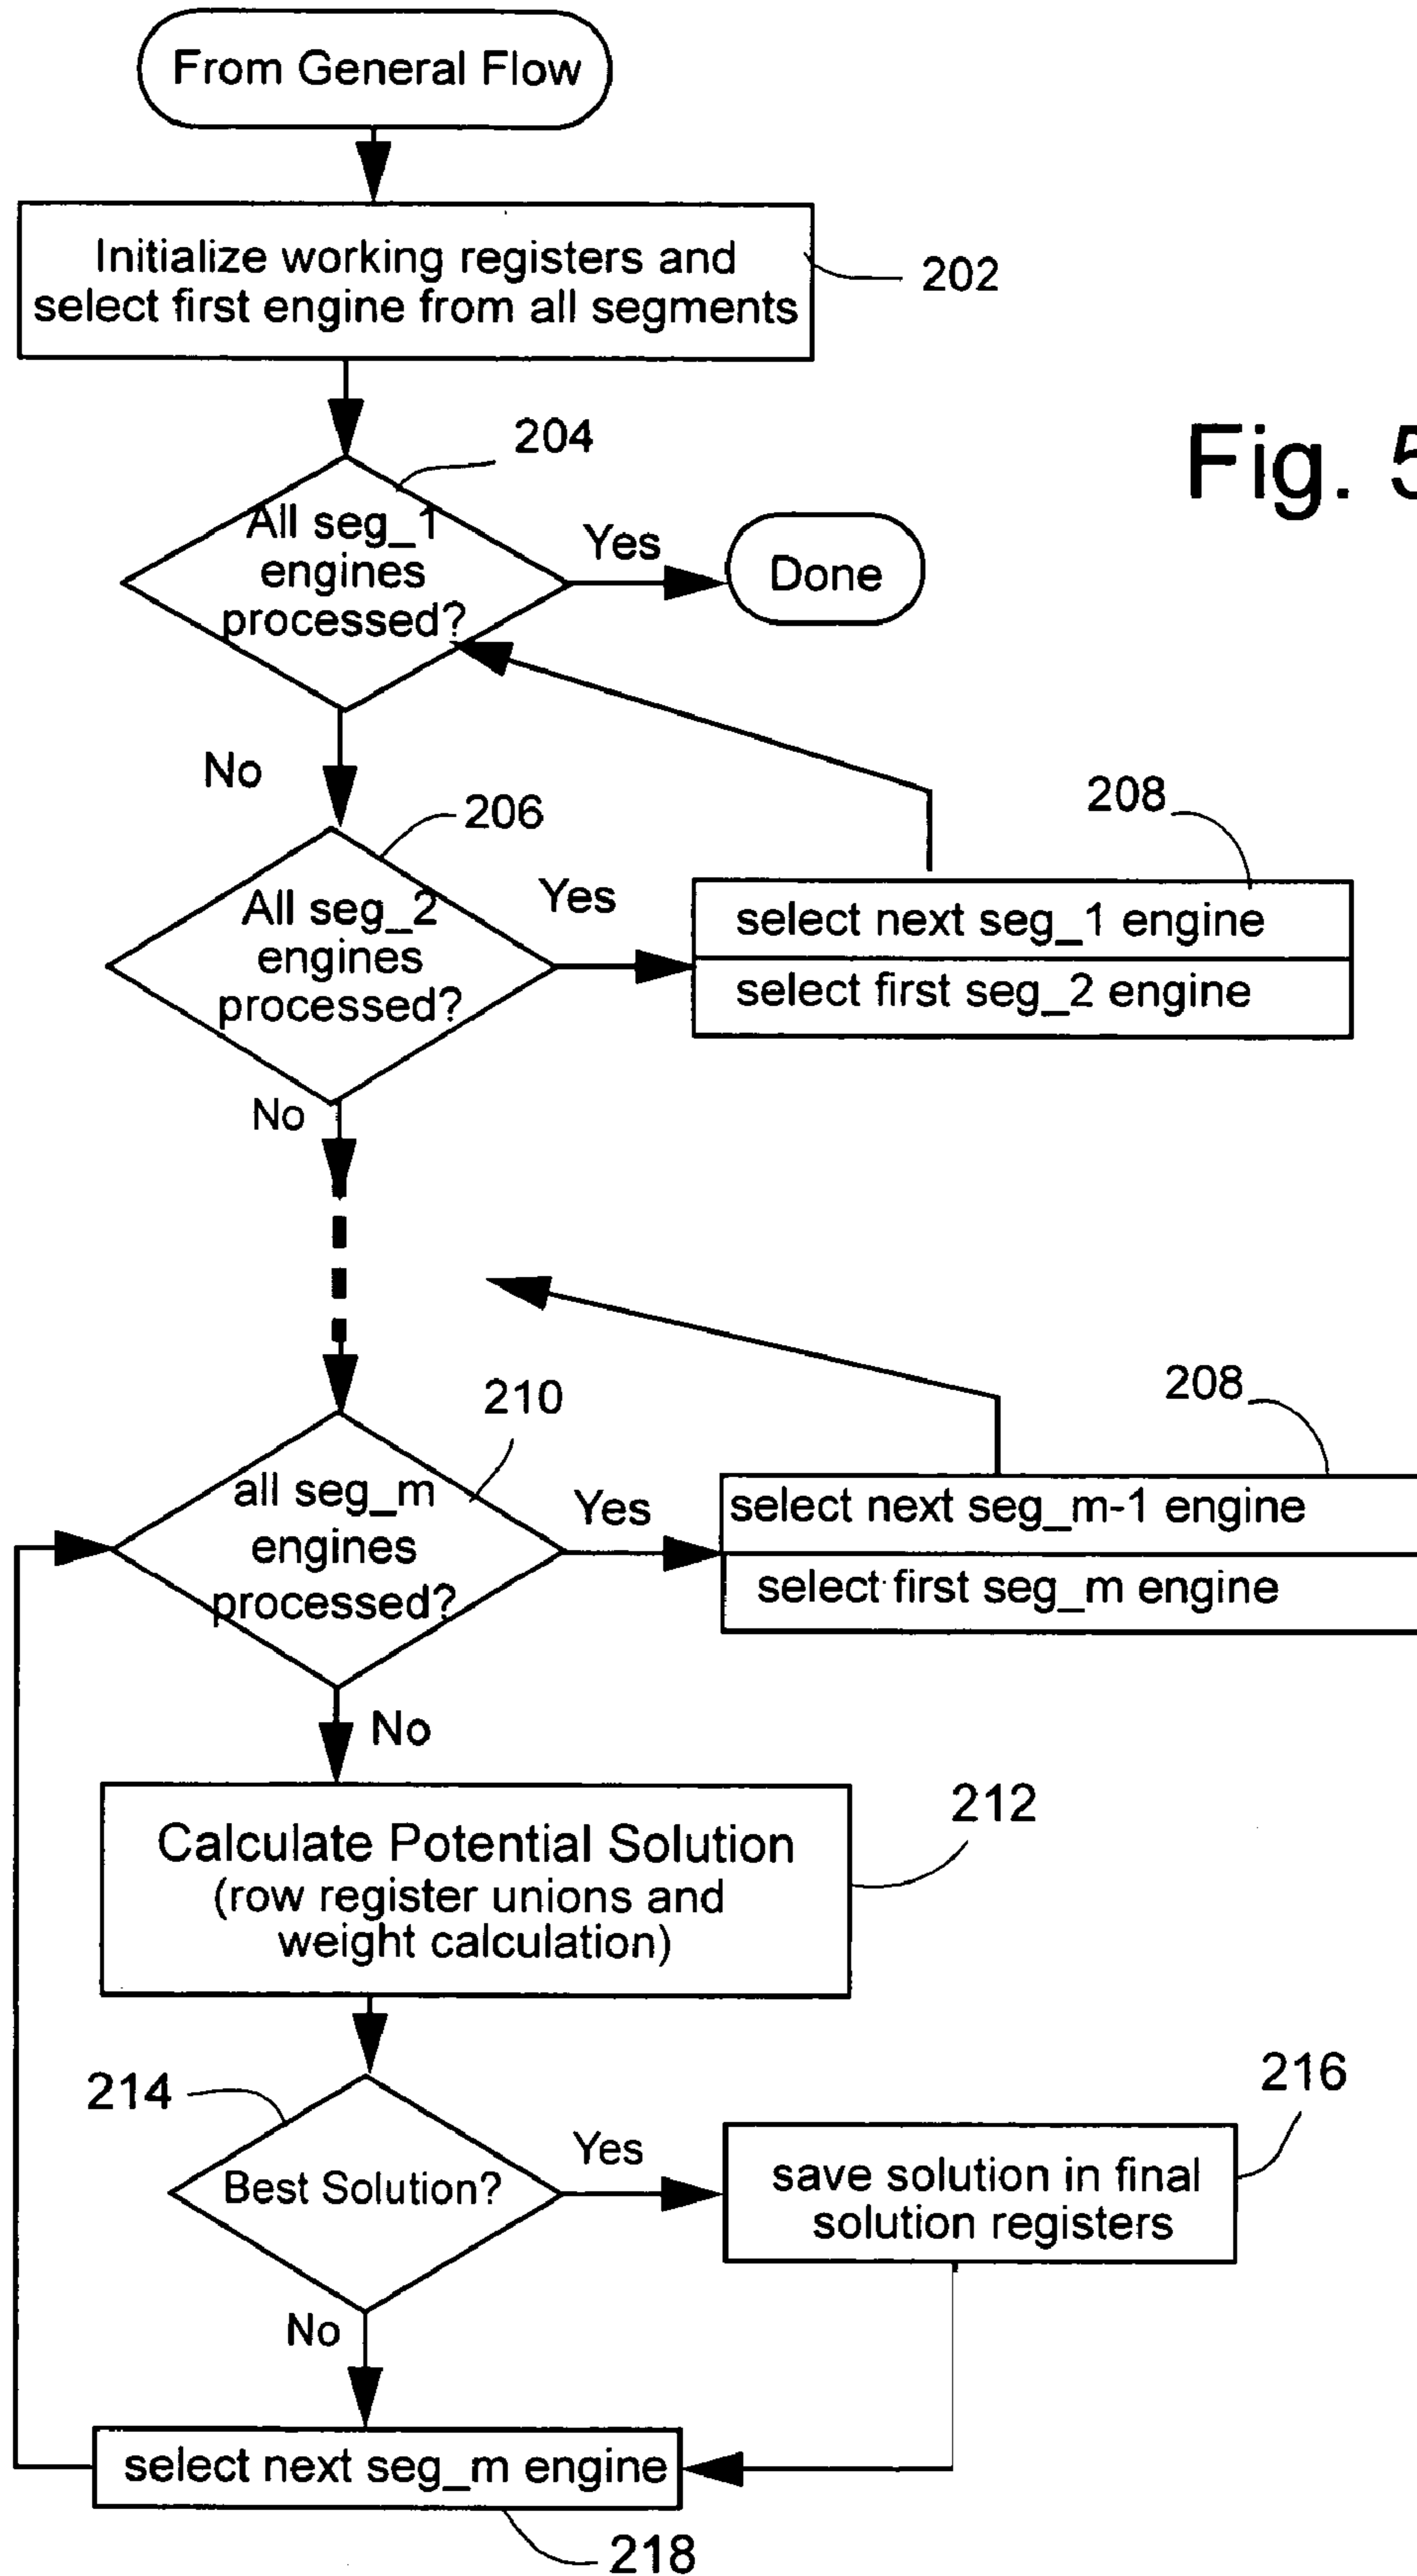 From General Flow
Initialize working registers and
select first engine from all segments
202
204
Fig. 5
All seg_1
engines
processed?
Yes
Done
No
206
208
All seg_2
engines
processed?
Yes
select next seg_1 engine
select first seg_2 engine
No
210
208
all seg_m
engines
processed?
Yes
select next seg_m-1 engine
select first seg_m engine
No
212
Calculate Potential Solution
(row register unions and
weight calculation)
214
216
Best Solution?
Yes
save solution in final
solution registers
No
select next seg_m engine
218